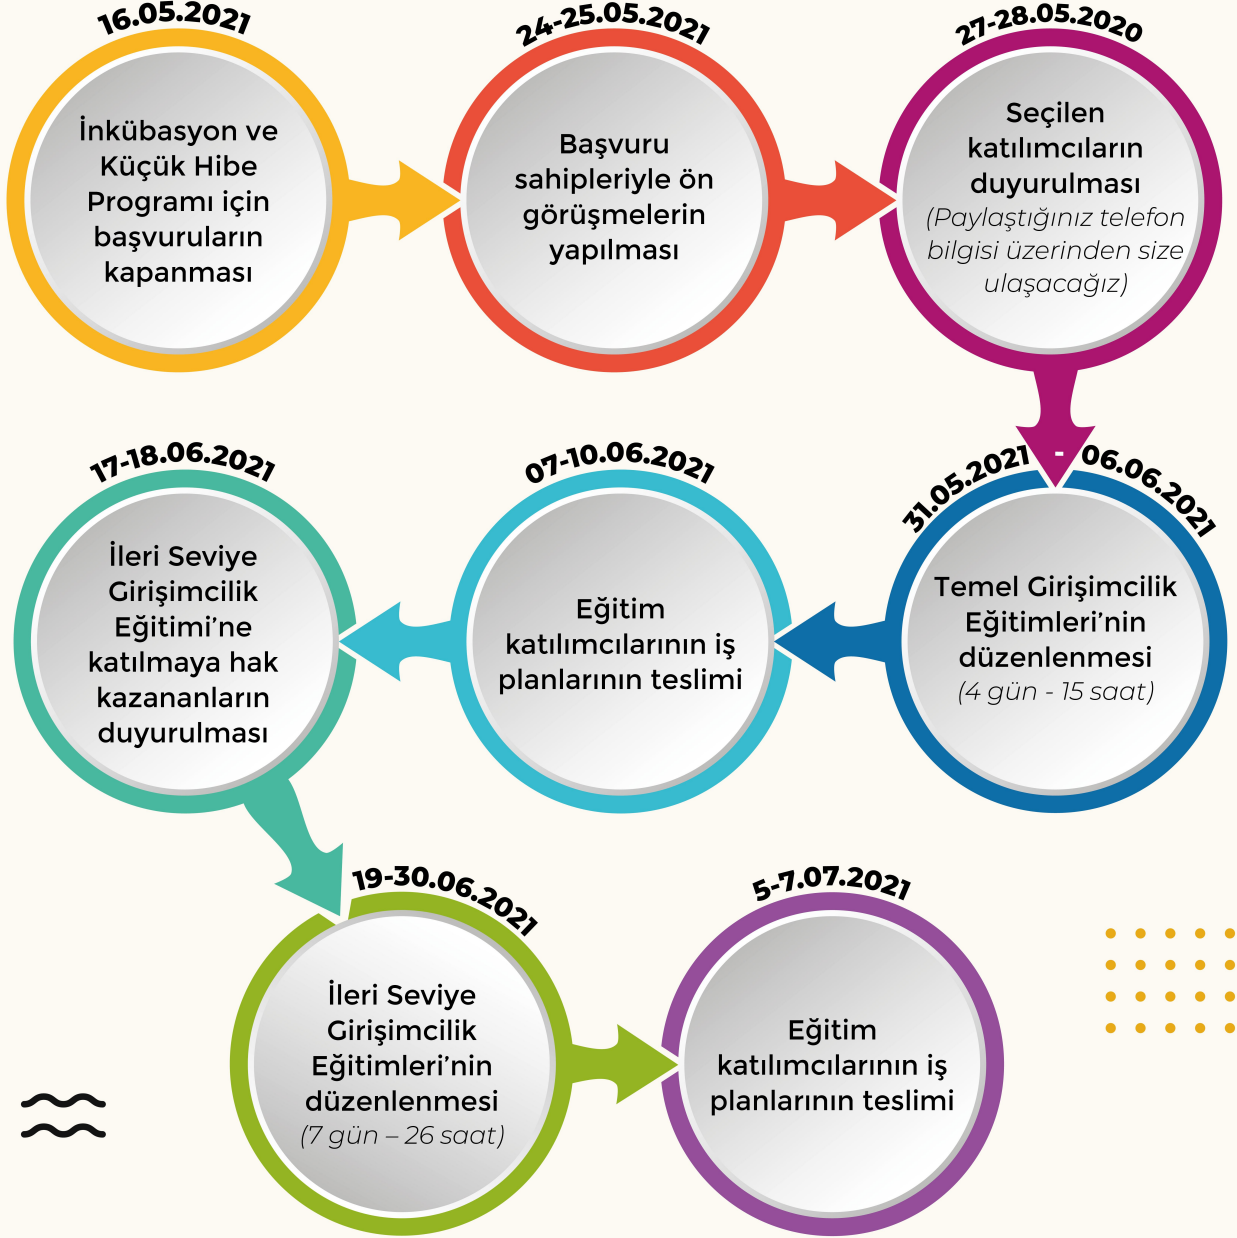 16.05.2021
İnkübasyon ve
Küçük Hibe
Programı için
başvuruların
kapanması
24-25.05.2021
Başvuru
sahipleriyle ön
görüşmelerin
yapılması
27-28.05.2020
Seçilen
katılımcıların
duyurulması
(Paylaştığınız telefon
bilgisi üzerinden size
ulaşacağız)
31.05.2021 - 06.06.2021
Temel Girişimcilik
Eğitimleri’nin
düzenlenmesi
(4 gün - 15 saat)
07-10.06.2021
Eğitim
katılımcılarının iş
planlarının teslimi
17-18.06.2021
İleri Seviye
Girişimcilik
Eğitimi’ne
katılmaya hak
kazananların
duyurulması
19-30.06.2021
İleri Seviye
Girişimcilik
Eğitimleri’nin
düzenlenmesi
(7 gün – 26 saat)
5-7.07.2021
Eğitim
katılımcılarının iş
planlarının teslimi